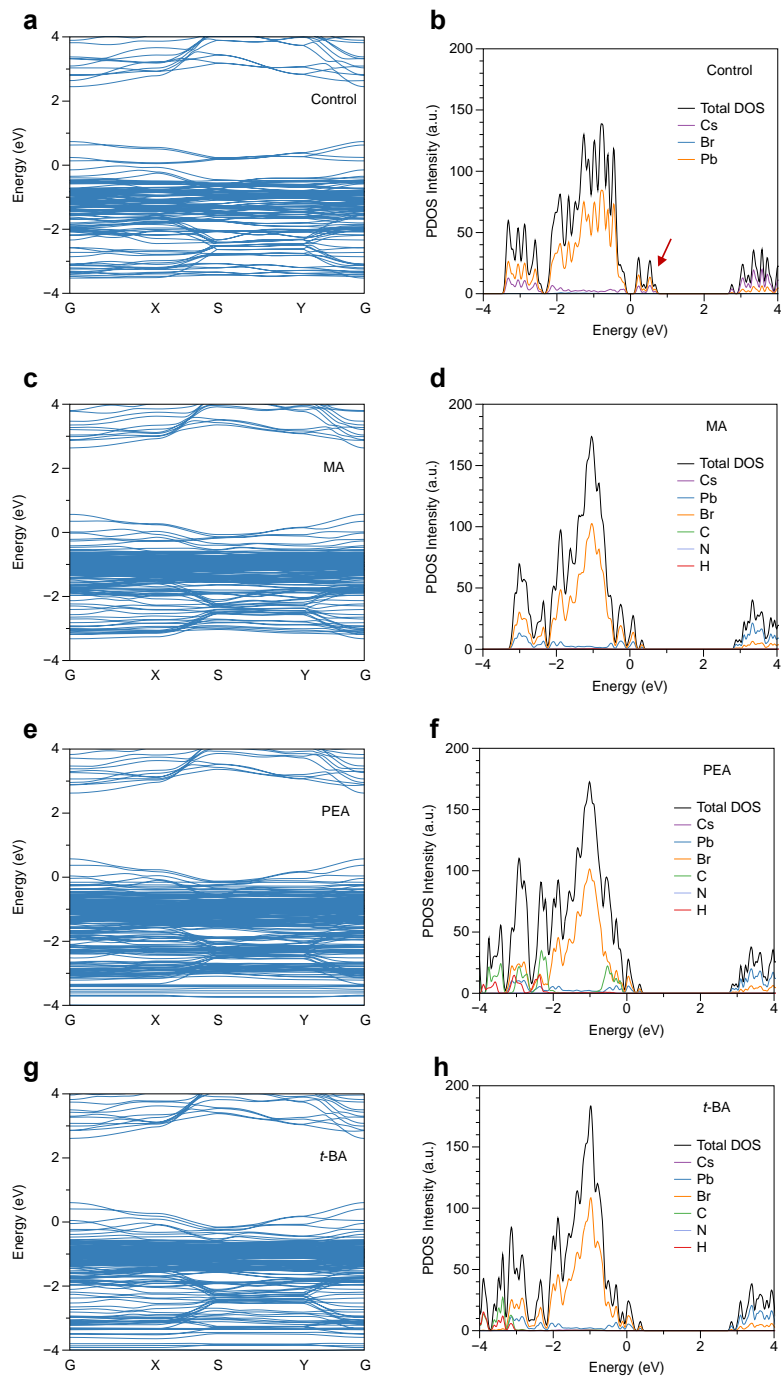 a
4
2
0
−2
−4
Energy (eV)
Control
G X S Y G
b
200
150
100
50
0
PDOS Intensity (a.u.)
Control
Total DOS
Cs
Br
Pb
−4 −2 0 2 4
Energy (eV)
c
4
2
0
−2
−4
Energy (eV)
MA
G X S Y G
d
200
150
100
50
0
PDOS Intensity (a.u.)
MA
Total DOS
Cs
Pb
Br
C
N
H
−4 −2 0 2 4
Energy (eV)
e
4
2
0
−2
−4
Energy (eV)
PEA
G X S Y G
f
200
150
100
50
0
PDOS Intensity (a.u.)
PEA
Total DOS
Cs
Pb
Br
C
N
H
−4 −2 0 2 4
Energy (eV)
g
4
2
0
−2
−4
Energy (eV)
t-BA
G X S Y G
h
200
150
100
50
0
PDOS Intensity (a.u.)
t-BA
Total DOS
Cs
Pb
Br
C
N
H
−4 −2 0 2 4
Energy (eV)